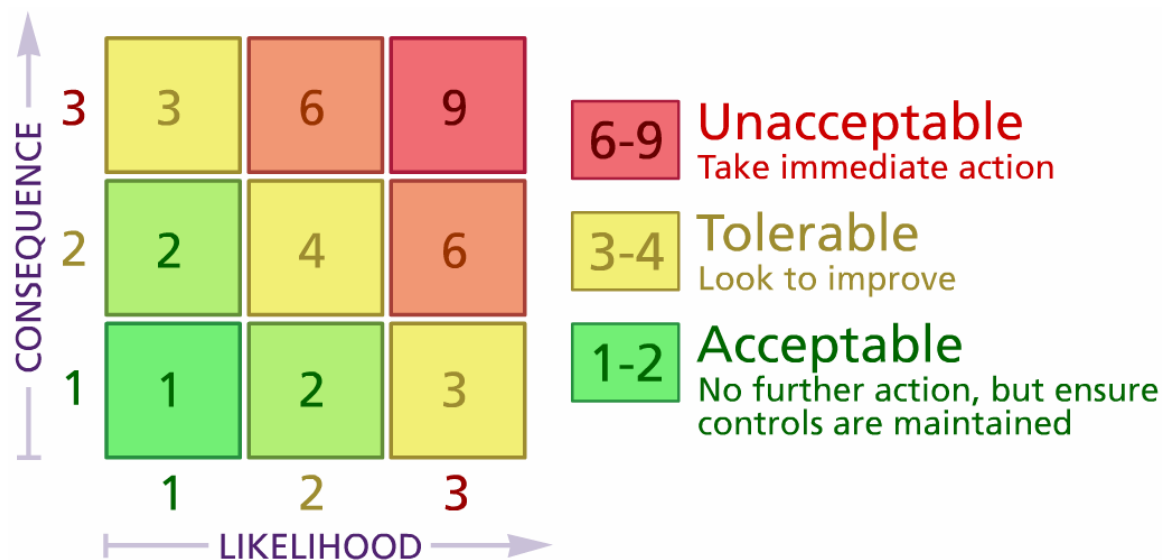 CONSEQUENCE
3
3 6 9
2
2 4 6
1
1 2 3
1 2 3
LIKELIHOOD
6-9
Unacceptable
Take immediate action
3-4
Tolerable
Look to improve
1-2
Acceptable
No further action, but ensure
controls are maintained